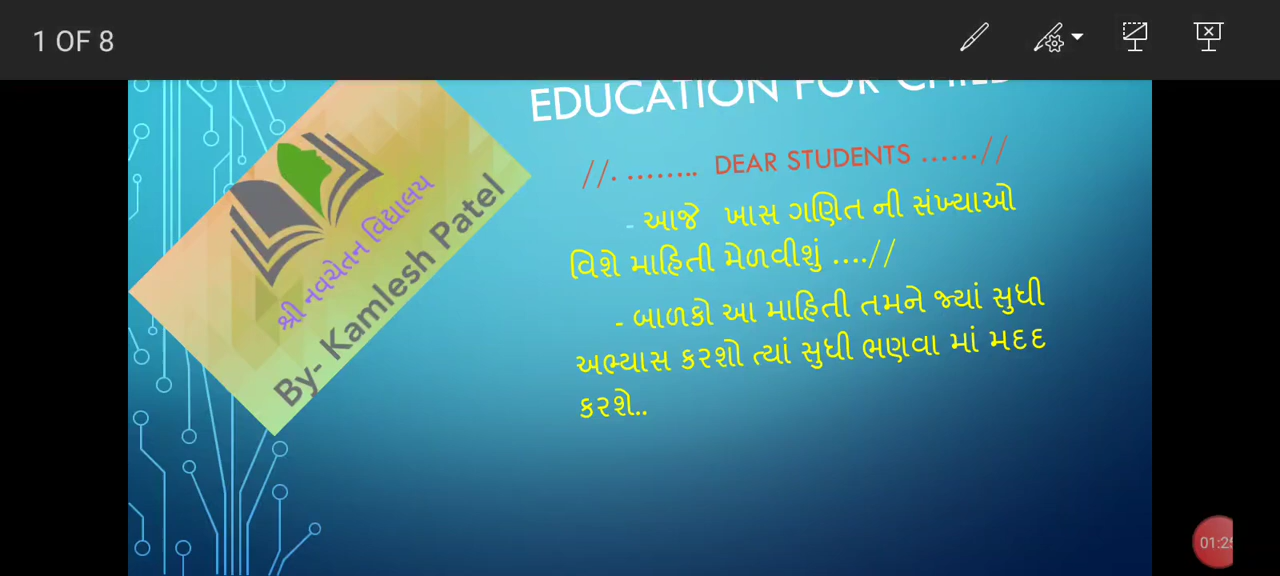 1 OF 8
EDUCATION FOR CHILD
//. ........ DEAR STUDENTS ......//
- આજે ખાસ ગણિત ની સંખ્યાઓ
વિશે માહિતી મેળવીશું ....//
- બાળકો આ માહિતી તમને જ્યાં સુધી
અભ્યાસ કરશો ત્યાં સુધી ભણવા માં મદદ
કરશે..
શ્રી નવચેતન વિદ્યાલય
By- Kamlesh Patel